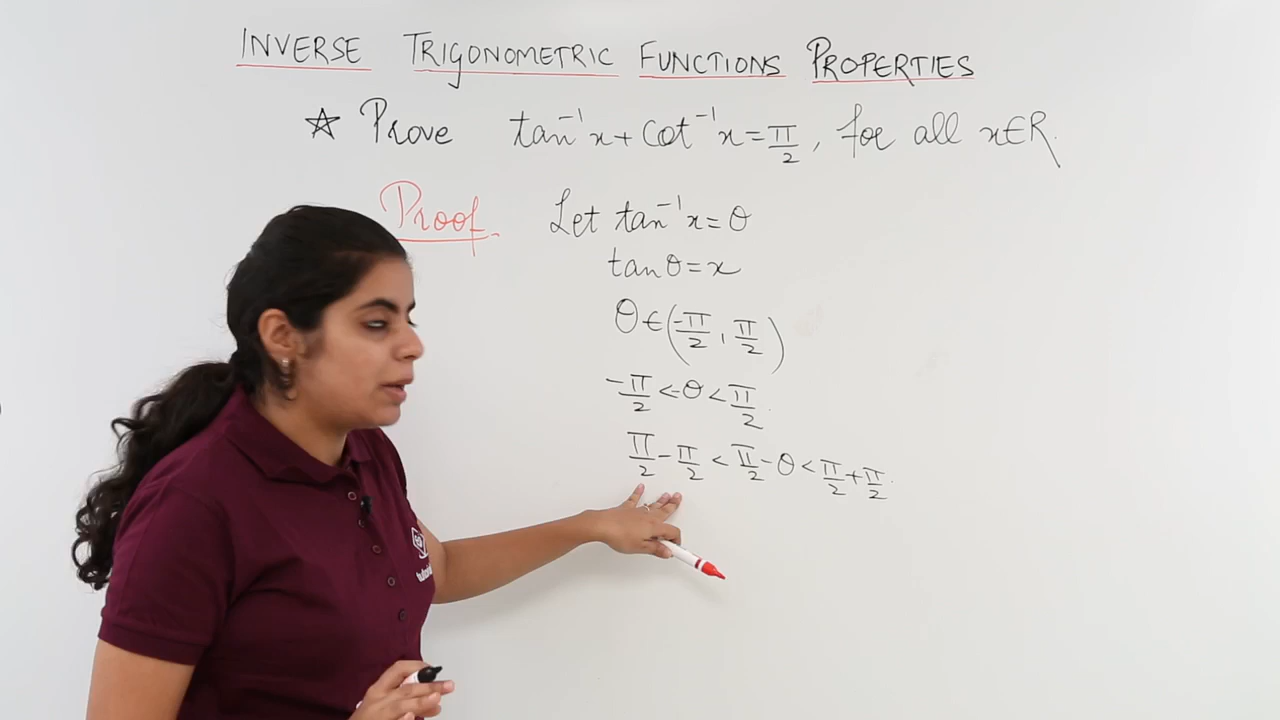 INVERSE TRIGONOMETRIC FUNCTIONS PROPERTIES
☆ Prove tan⁻¹x + cot⁻¹x = π/2, for all x∈R.
Proof. Let tan⁻¹x = θ
tanθ = x
θ ∈ (-π/2, π/2)
-π/2 < θ < π/2.
π/2 - π/2 < π/2 - θ < π/2 + π/2.